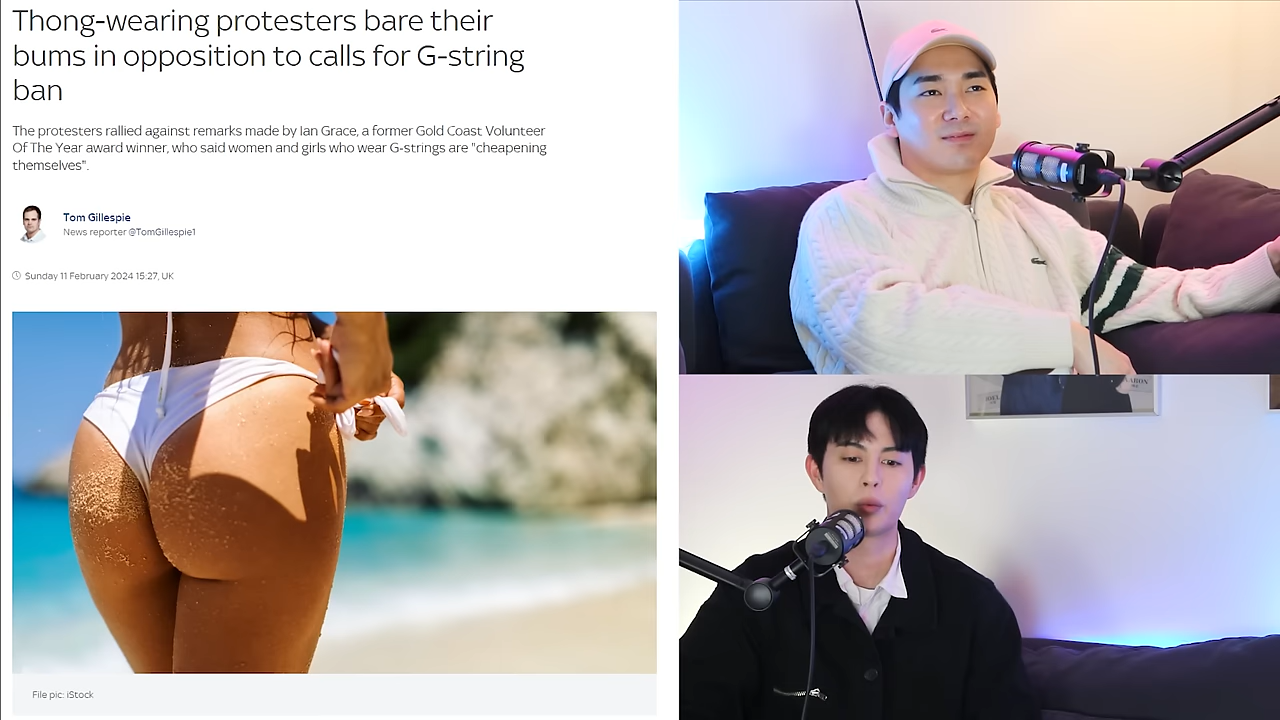 Thong-wearing protesters bare their
bums in opposition to calls for G-string
ban
The protesters rallied against remarks made by Ian Grace, a former Gold Coast Volunteer
Of The Year award winner, who said women and girls who wear G-strings are "cheapening
themselves".
Tom Gillespie
News reporter @TomGillespie1
Sunday 11 February 2024 15:27, UK
File pic: iStock